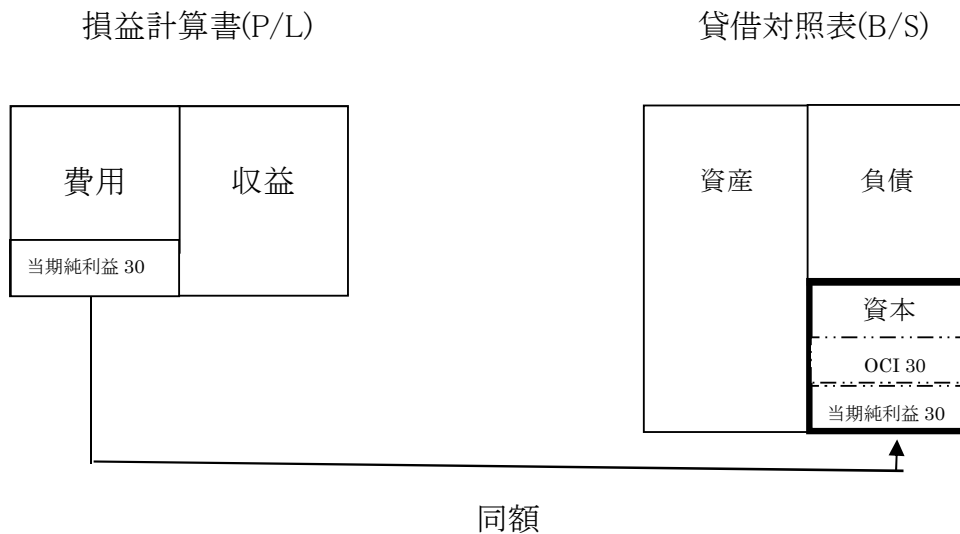 損益計算書(P/L)
貸借対照表(B/S)
費用
収益
当期純利益 30
資産
負債
資本
OCI 30
当期純利益 30
同額